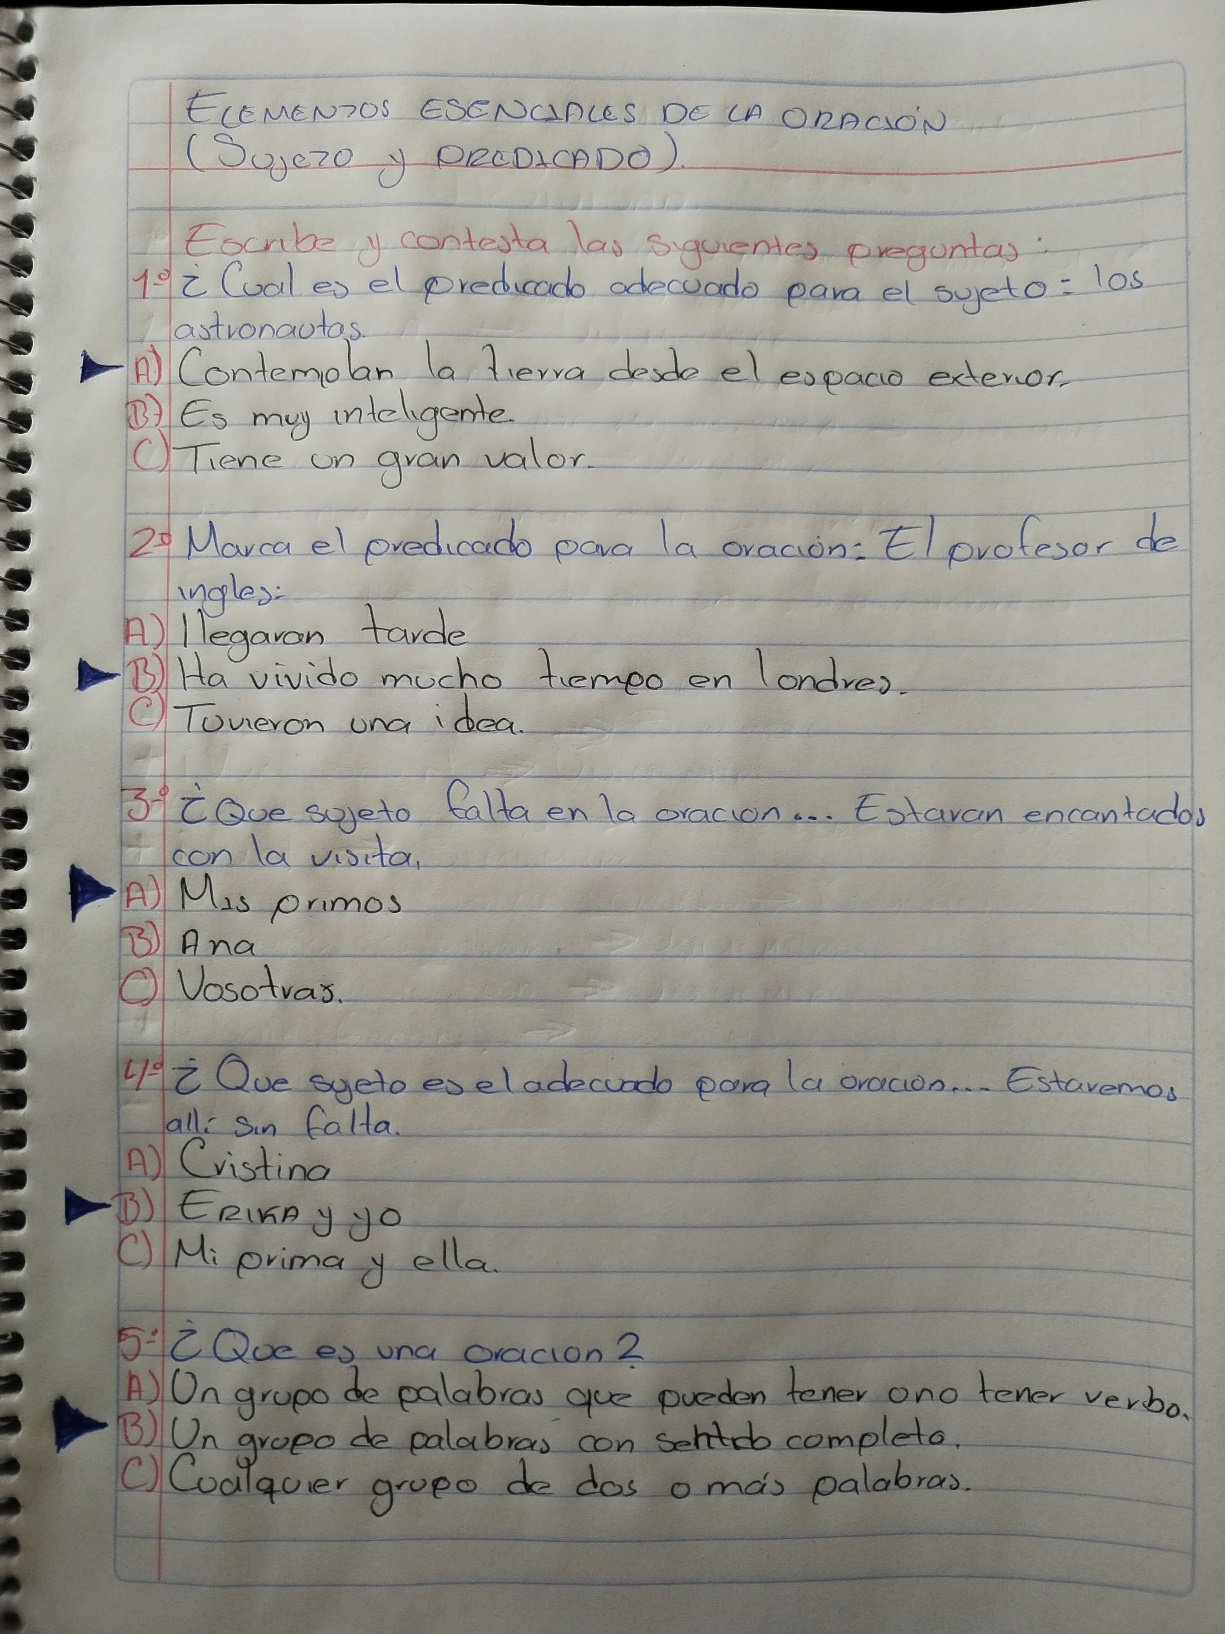 ELEMENTOS ESENCIALES DE LA ORACIÓN
(SUJETO y PREDICADO).
Escribe y contesta las siguientes preguntas:
1º ¿Cual es el predicado adecuado para el sujeto= los
astronautas.
A) Contemplan la tierra desde el espacio exterior.
B) Es muy inteligente.
C) Tiene un gran valor.
2º Marca el predicado para la oración: El profesor de
ingles:
A) llegaran tarde
B) Ha vivido mucho tiempo en londres.
C) Tuvieron una idea.
3º ¿Que sujeto falta en la oracion... Estaran encantados
con la visita.
A) Mis primos
B) Ana
C) Vosotras.
4º ¿Que sujeto es el adecuado para la oracion... Estaremos
allí sin falta.
A) Cristina
B) ERIKA y yo
C) Mi prima y ella.
5º ¿Que es una oracion?
A) Un grupo de palabras que pueden tener ono tener verbo.
B) Un grupo de palabras con sentido completo.
C) Cualquier grupo de dos o más palabras.